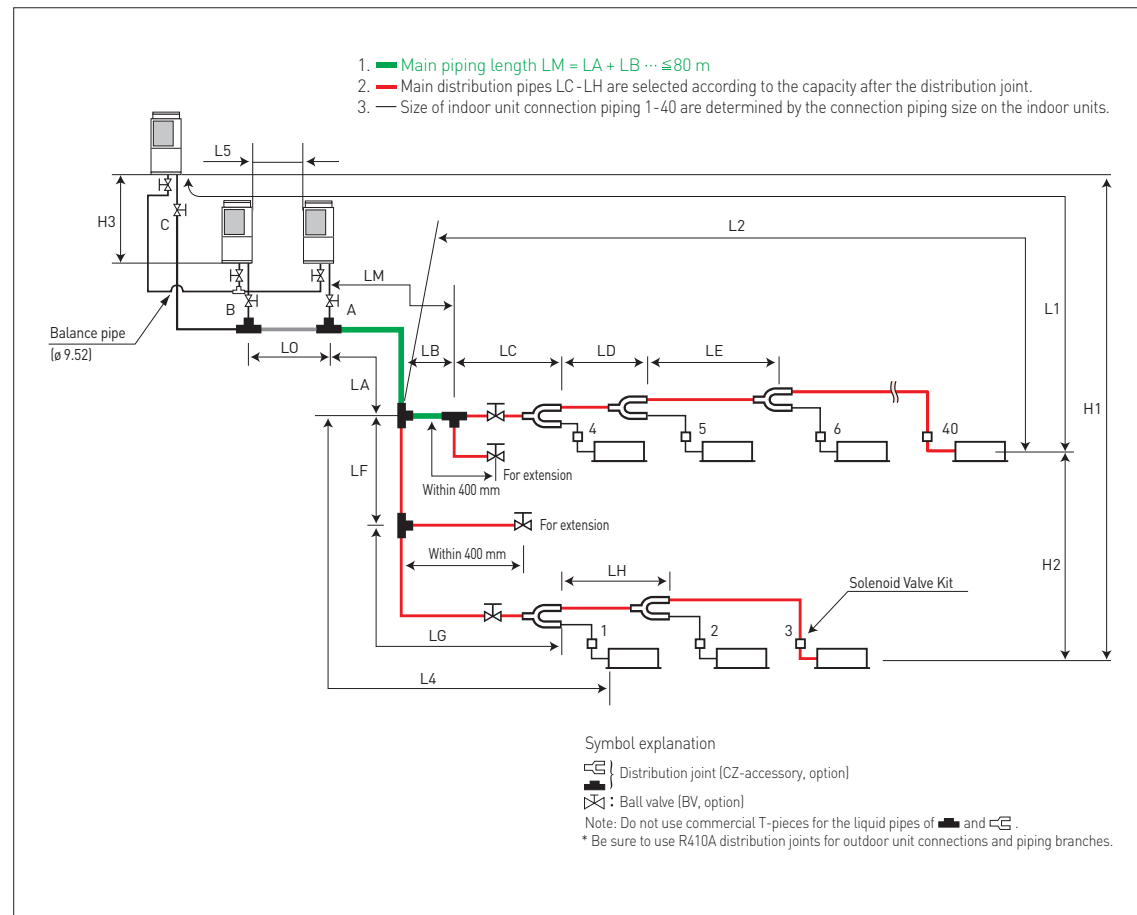 1. Main piping length LM = LA + LB ··· ≦80 m
2. Main distribution pipes LC-LH are selected according to the capacity after the distribution joint.
3. Size of indoor unit connection piping 1-40 are determined by the connection piping size on the indoor units.
L5
H3
C
L2
LM
B
A
L1
Balance pipe
(ø 9.52)
LO
LA
LB
LC
LD
LE
H1
4
5
6
40
For extension
Within 400 mm
LF
For extension
Within 400 mm
H2
LH
Solenoid Valve Kit
LG
1
2
3
L4
Symbol explanation
Distribution joint (CZ-accessory, option)
: Ball valve (BV, option)
Note: Do not use commercial T-pieces for the liquid pipes of and .
* Be sure to use R410A distribution joints for outdoor unit connections and piping branches.